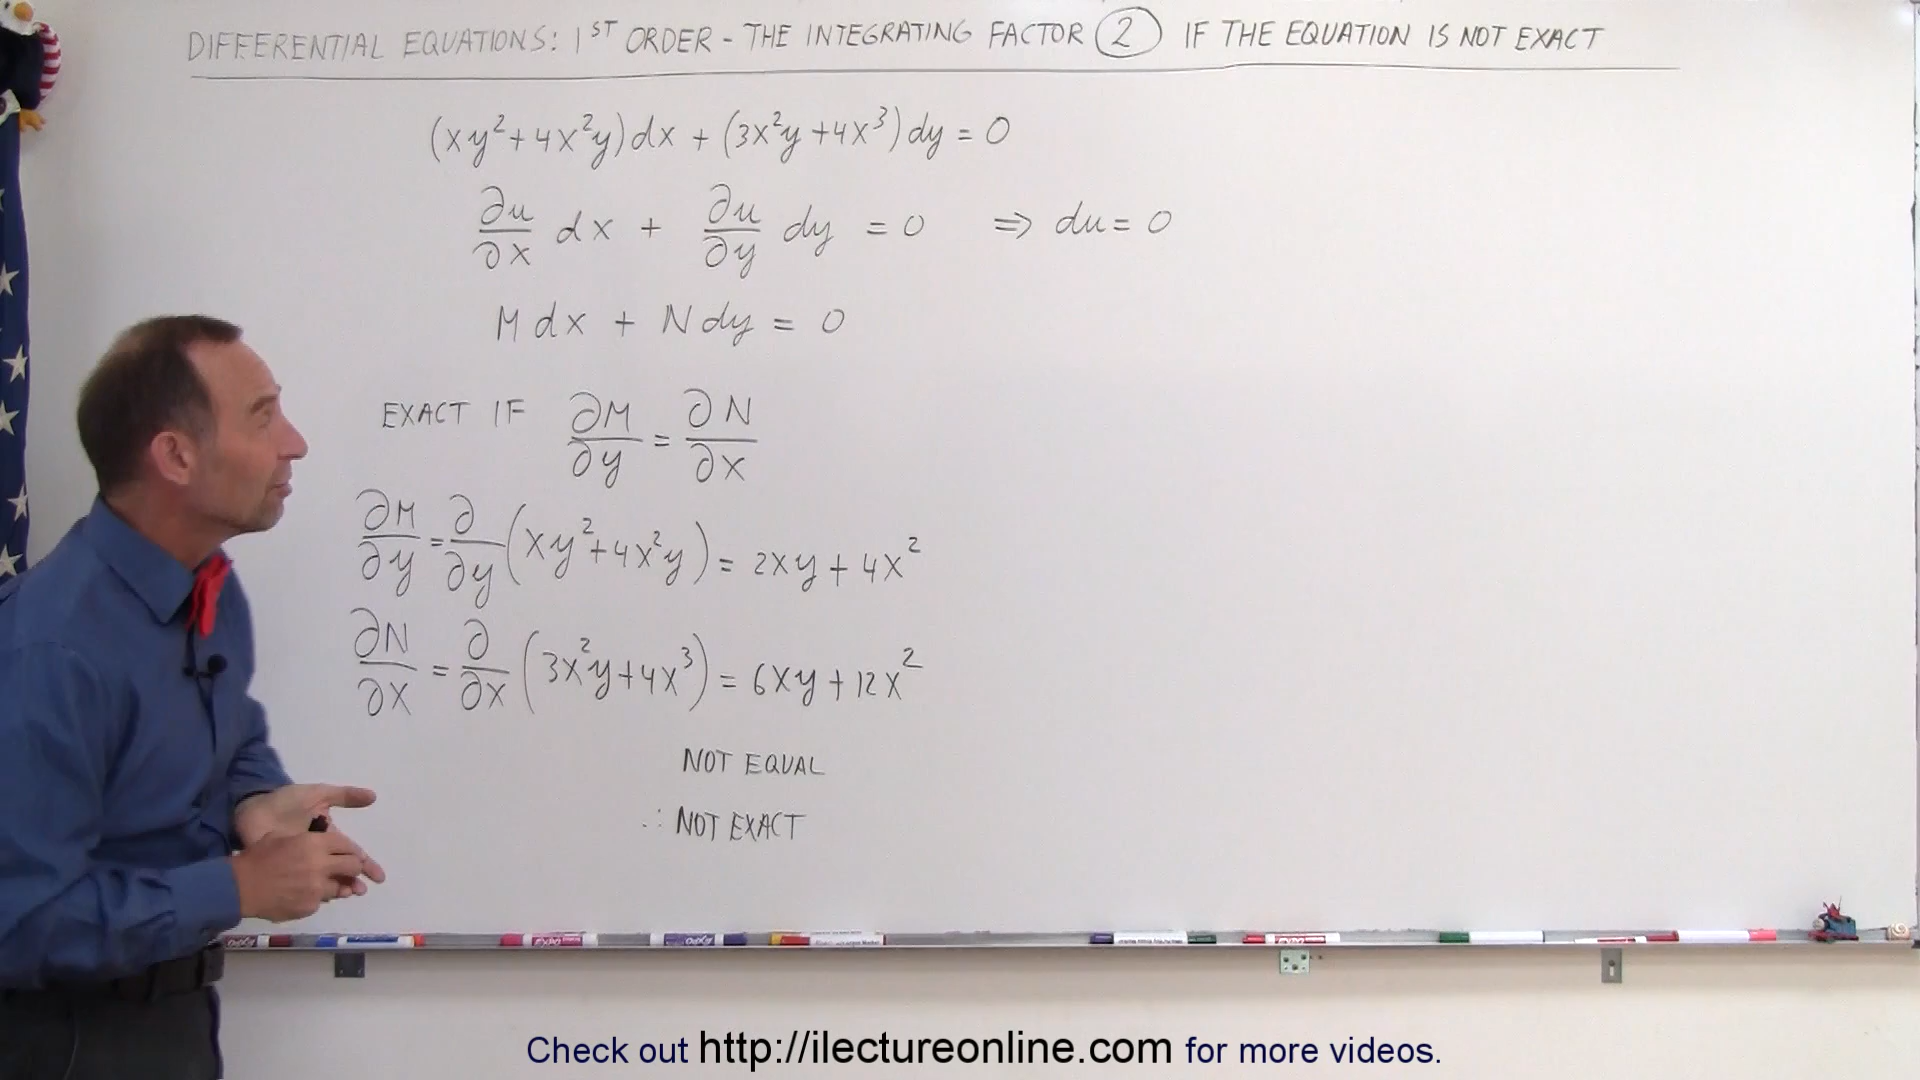 DIFFERENTIAL EQUATIONS: 1ST ORDER - THE INTEGRATING FACTOR 2 IF THE EQUATION IS NOT EXACT
(xy²+4x²y)dx + (3x²y+4x³)dy = 0
∂u/∂x dx + ∂u/∂y dy = 0 ⇒ du = 0
M dx + N dy = 0
EXACT IF ∂M/∂y = ∂N/∂x
∂M/∂y = ∂/∂y (xy²+4x²y) = 2xy + 4x²
∂N/∂x = ∂/∂x (3x²y+4x³) = 6xy + 12x²
NOT EQUAL
∴ NOT EXACT
EXPO
Check out http://ilectureonline.com for more videos.